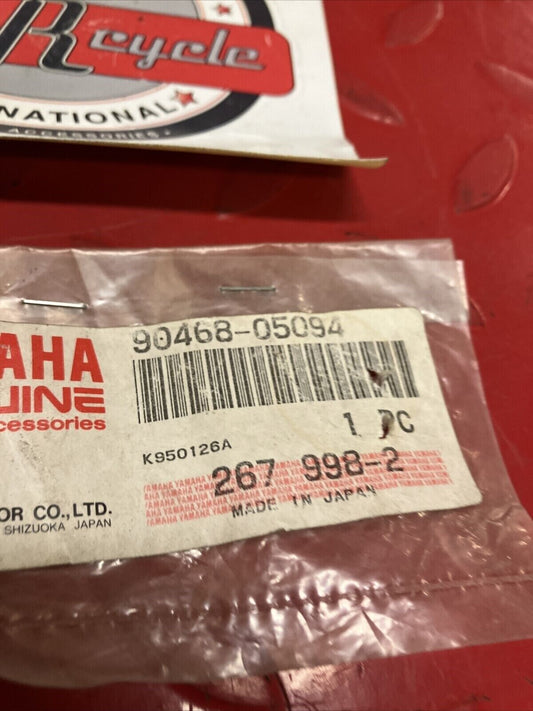 Rcycle
NATIONAL
ACCESSORIES
90468-05094
AHA
UINE
ccessories
1 PC
K950126A
267 998-2
MADE IN JAPAN
OR CO.,LTD.
SHIZUOKA JAPAN